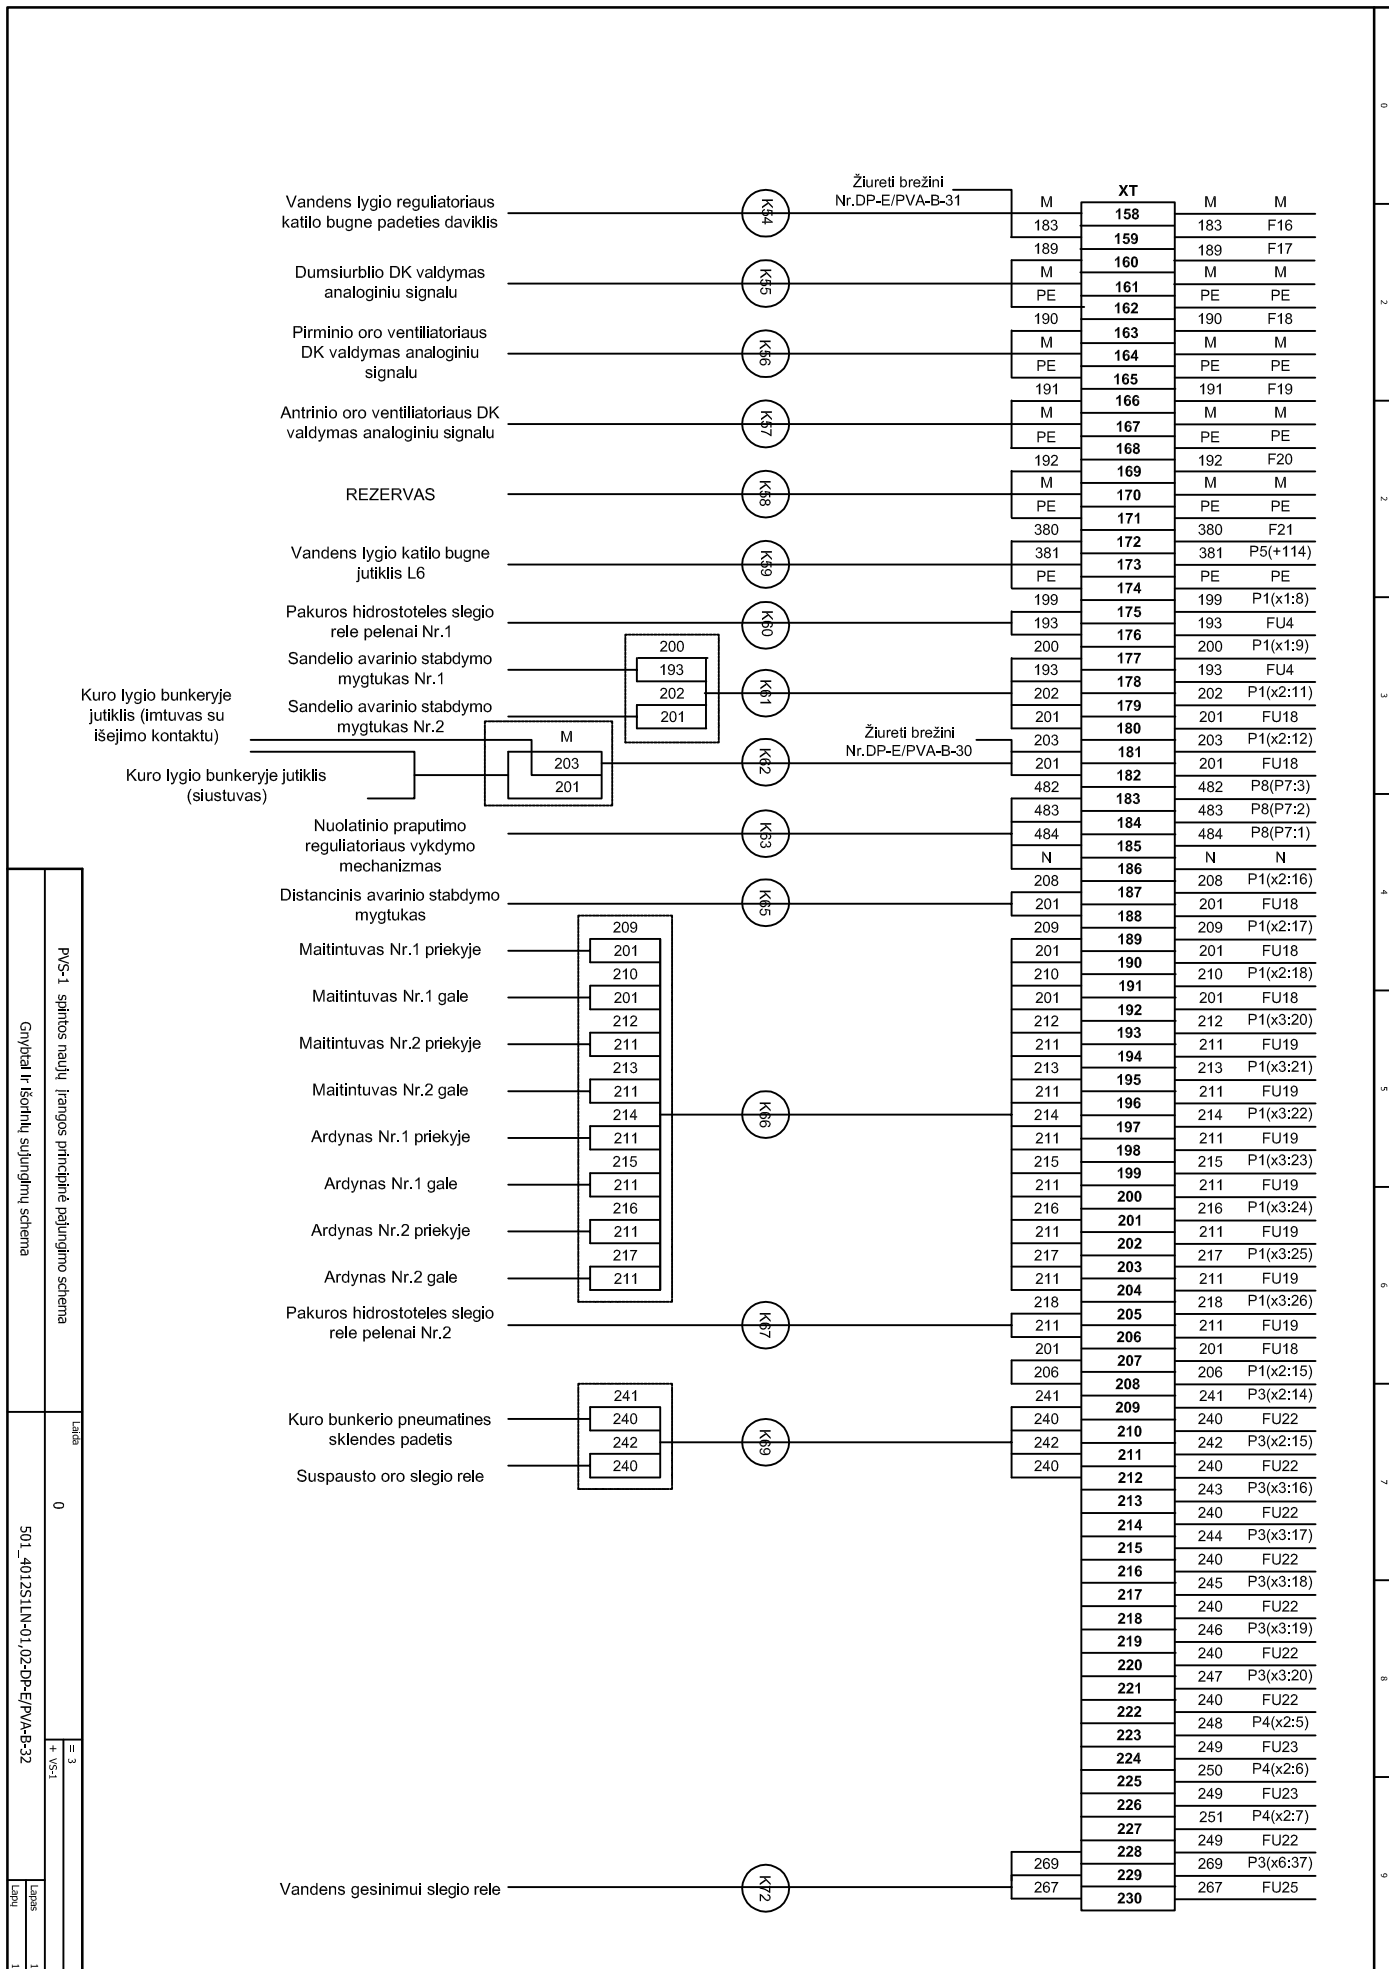 Vandens lygio reguliatoriaus
katilo bugne padeties daviklis
K54
Žiureti brežini
Nr.DP-E/PVA-B-31
Dumsiurblio DK valdymas
analoginiu signalu
K55
Pirminio oro ventiliatoriaus
DK valdymas analoginiu
signalu
K56
Antrinio oro ventiliatoriaus DK
valdymas analoginiu signalu
K57
REZERVAS
K58
Vandens lygio katilo bugne
jutiklis L6
K59
Pakuros hidrostoteles slegio
rele pelenai Nr.1
K60
Sandelio avarinio stabdymo
mygtukas Nr.1
Sandelio avarinio stabdymo
mygtukas Nr.2
200
193
202
201
K61
Kuro lygio bunkeryje
jutiklis (imtuvas su
išejimo kontaktu)
Kuro lygio bunkeryje jutiklis
(siustuvas)
M
203
201
K62
Žiureti brežini
Nr.DP-E/PVA-B-30
Nuolatinio praputimo
reguliatoriaus vykdymo
mechanizmas
K63
Distancinis avarinio stabdymo
mygtukas
K65
Maitintuvas Nr.1 priekyje
Maitintuvas Nr.1 gale
Maitintuvas Nr.2 priekyje
Maitintuvas Nr.2 gale
Ardynas Nr.1 priekyje
Ardynas Nr.1 gale
Ardynas Nr.2 priekyje
Ardynas Nr.2 gale
209
201
210
201
212
211
213
211
214
211
215
211
216
211
217
211
K66
Pakuros hidrostoteles slegio
rele pelenai Nr.2
K67
Kuro bunkerio pneumatines
sklendes padetis
Suspausto oro slegio rele
241
240
242
240
K69
Vandens gesinimui slegio rele
K72
XT
M 158 M M
183 159 183 F16
189 160 189 F17
M 161 M M
PE 162 PE PE
190 163 190 F18
M 164 M M
PE 165 PE PE
191 166 191 F19
M 167 M M
PE 168 PE PE
192 169 192 F20
M 170 M M
PE 171 PE PE
380 172 380 F21
381 173 381 P5(+114)
PE 174 PE PE
199 175 199 P1(x1:8)
193 176 193 FU4
200 177 200 P1(x1:9)
193 178 193 FU4
202 179 202 P1(x2:11)
201 180 201 FU18
203 181 203 P1(x2:12)
201 182 201 FU18
482 183 482 P8(P7:3)
483 184 483 P8(P7:2)
484 185 484 P8(P7:1)
N 186 N N
208 187 208 P1(x2:16)
201 188 201 FU18
209 189 209 P1(x2:17)
201 190 201 FU18
210 191 210 P1(x2:18)
201 192 201 FU18
212 193 212 P1(x3:20)
211 194 211 FU19
213 195 213 P1(x3:21)
211 196 211 FU19
214 197 214 P1(x3:22)
211 198 211 FU19
215 199 215 P1(x3:23)
211 200 211 FU19
216 201 216 P1(x3:24)
211 202 211 FU19
217 203 217 P1(x3:25)
211 204 211 FU19
218 205 218 P1(x3:26)
211 206 211 FU19
201 207 201 FU18
206 208 206 P1(x2:15)
241 209 241 P3(x2:14)
240 210 240 FU22
242 211 242 P3(x2:15)
240 212 240 FU22
213 243 P3(x3:16)
214 240 FU22
215 244 P3(x3:17)
216 240 FU22
217 245 P3(x3:18)
218 240 FU22
219 246 P3(x3:19)
220 240 FU22
221 247 P3(x3:20)
222 240 FU22
223 248 P4(x2:5)
224 249 FU23
225 250 P4(x2:6)
226 249 FU23
227 251 P4(x2:7)
228 249 FU22
269 229 269 P3(x6:37)
267 230 267 FU25
0
2
2
3
4
5
6
7
8
9
PVS-1 spintos naujų įrangos principinė pajungimo schema
Gnybtai ir išorinių sujungimų schema
Laida
0
501_4012S1LN-01,02-DP-E/PVA-B-32
= 3
+ VS-1
Lapas 1
Lapų 1